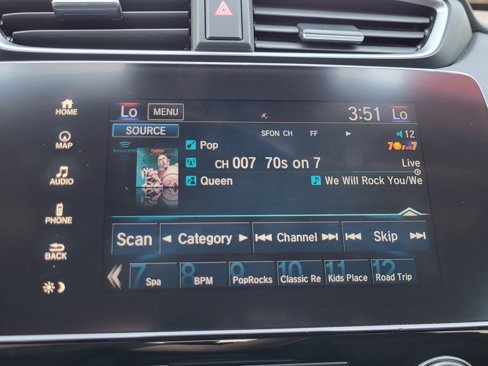 Lo MENU 3:51 Lo
HOME
SOURCE SFON CH FF 12
MAP
Pop
CH 007 70s on 7 Live
AUDIO
Queen We Will Rock You/We
PHONE
Scan Category Channel Skip
BACK
7 8 9 10 11 12
Spa BPM PopRocks Classic Re Kids Place Road Trip